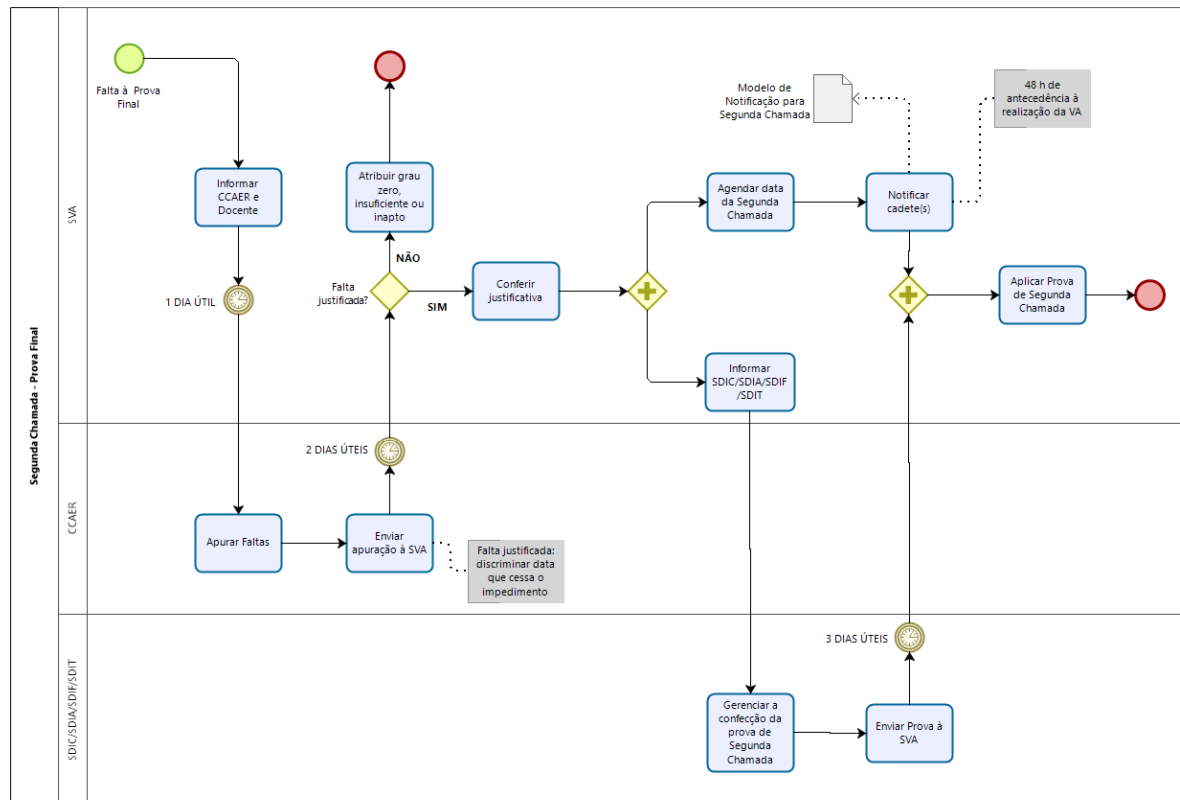 Segunda Chamada - Prova Final
SVA
Falta à Prova
Final
Informar
CCAER e
Docente
1 DIA ÚTIL
Atribuir grau
zero,
insuficiente ou
inapto
NÃO
Falta
justificada?
SIM
Conferir
justificativa
Agendar data
da Segunda
Chamada
Modelo de
Notificação para
Segunda Chamada
Notificar
cadete(s)
48 h de
antecedência à
realização da VA
Aplicar Prova
de Segunda
Chamada
Informar
SDIC/SDIA/SDIF
/SDIT
CCAER
2 DIAS ÚTEIS
Apurar Faltas
Enviar
apuração à SVA
Falta justificada:
discriminar data
que cessa o
impedimento
SDIC/SDIA/SDIF/SDIT
3 DIAS ÚTEIS
Gerenciar a
confecção da
prova de
Segunda
Chamada
Enviar Prova à
SVA